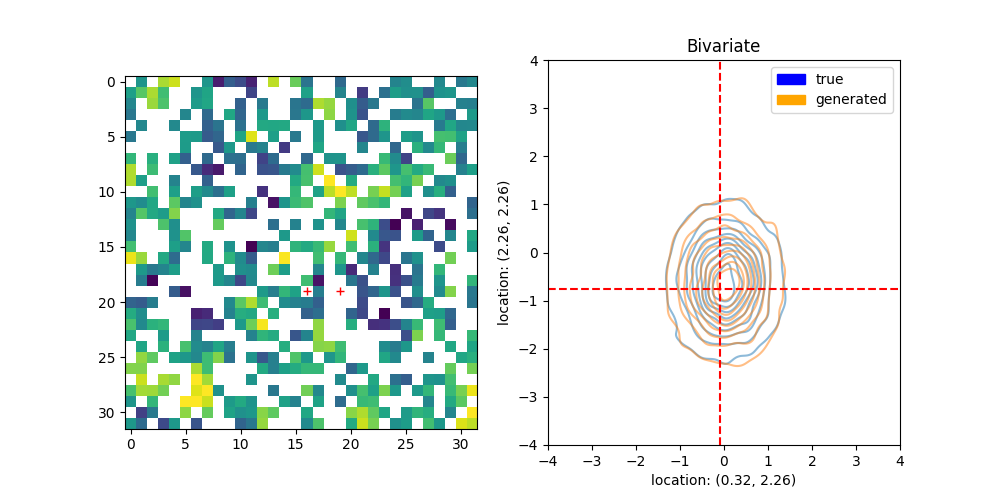 Bivariate
true
generated
0
5
10
15
20
25
30
0 5 10 15 20 25 30
4
3
2
1
0
−1
−2
−3
−4
−4 −3 −2 −1 0 1 2 3 4
location: (2.26, 2.26)
location: (0.32, 2.26)